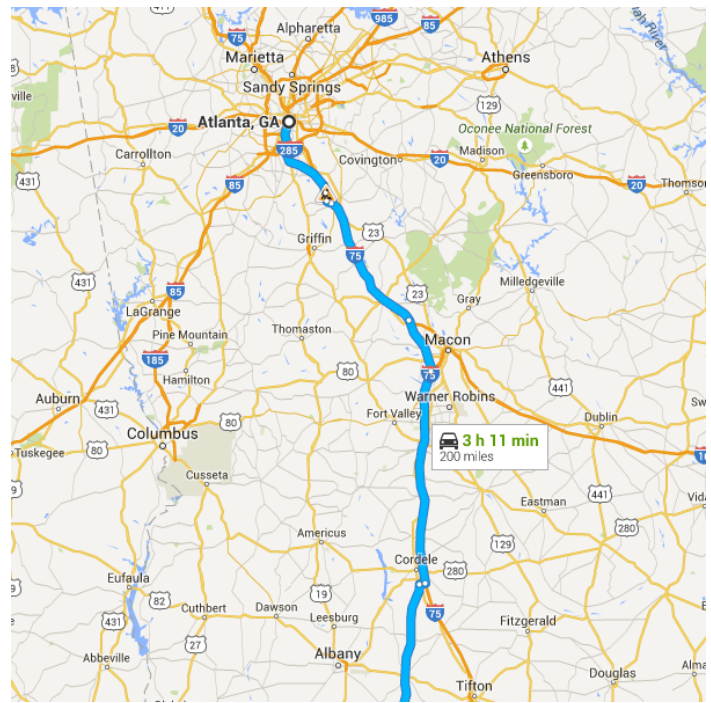 985
Alpharetta
75
85
Marietta
Athens
Sandy Springs
129
ville
Atlanta, GA
Oconee National Forest
20
285
Madison
Carrollton
Covington
20
Greensboro
431
85
20
Thomson
23
Griffin
75
431
23
Milledgeville
85
Gray
LaGrange
Pine Mountain
Thomaston
185
Macon
80
Hamilton
75
441
Auburn
Warner Robins
431
80
Fort Valley
Dublin
Columbus
3 h 11 min
200 miles
Tuskegee
80
16
Cusseta
441
Vida
Eastman
280
Americus
129
Cordele
280
Eufaula
82
19
75
Cuthbert
Dawson
Leesburg
Fitzgerald
431
27
Abbeville
Albany
Douglas
Alma
Tifton